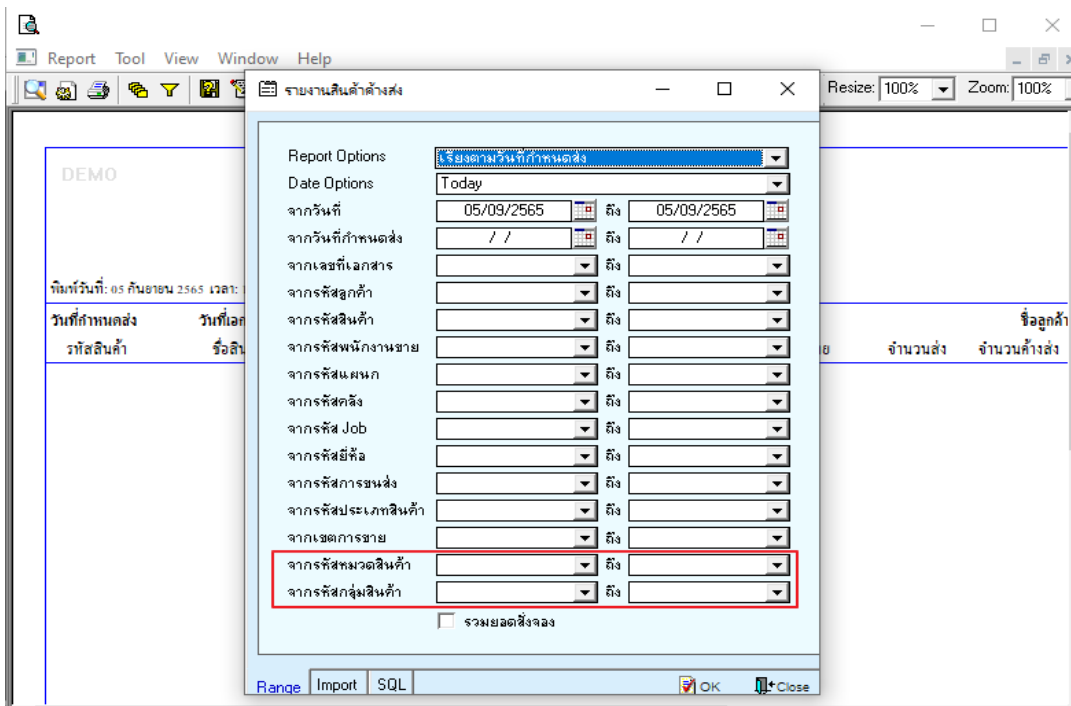 Report Tool View Window Help
รายงานสินค้าค้างส่ง
Resize: 100% Zoom: 100%
DEMO
Report Options เรียงตามวันที่กำหนดส่ง
Date Options Today
จากวันที่ 05/09/2565 ถึง 05/09/2565
จากวันที่กำหนดส่ง / / ถึง / /
จากเลขที่เอกสาร ถึง
จากรหัสลูกค้า ถึง
จากรหัสสินค้า ถึง
จากรหัสพนักงานขาย ถึง
จากรหัสแผนก ถึง
จากรหัสคลัง ถึง
จากรหัส Job ถึง
จากรหัสยี่ห้อ ถึง
จากรหัสการขนส่ง ถึง
จากรหัสประเภทสินค้า ถึง
จากเขตการขาย ถึง
จากรหัสหมวดสินค้า ถึง
จากรหัสกลุ่มสินค้า ถึง
รวมยอดสั่งจอง
Range Import SQL OK Close
พิมพ์วันที่: 05 กันยายน 2565 เวลา:
วันที่กำหนดส่ง วันที่เอก ชื่อลูกค้า
รหัสสินค้า ชื่อสิน จำนวนส่ง จำนวนค้างส่ง